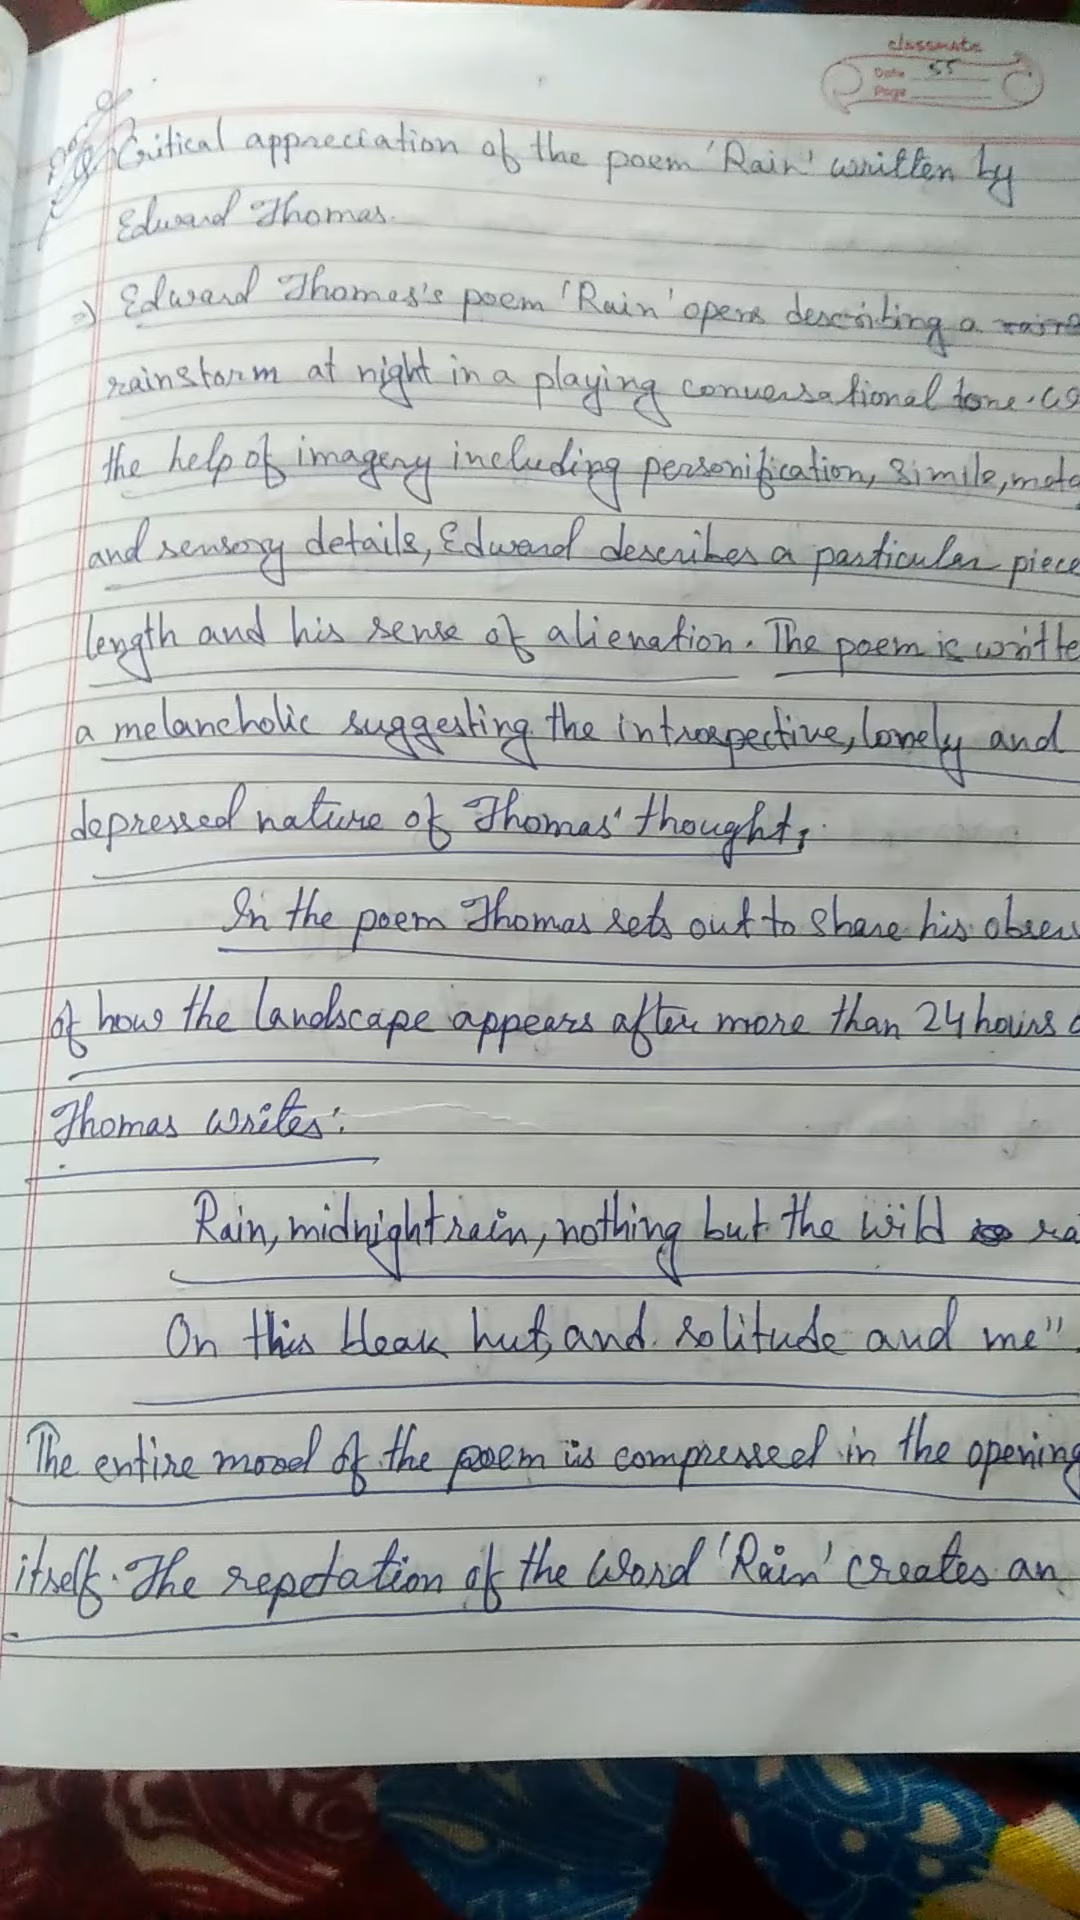 classmate
Date 55
Page
Critical appreciation of the poem 'Rain' written by
Edward Thomas.
⇒ Edward Thomas's poem 'Rain' opens describing a
rainstorm at night in a playing conversational tone.
the help of imagery including personification, simile,
and sensory details, Edward describes a particular piece
length and his sense of alienation. The poem is writte
a melancholic suggesting the introspective, lonely and
depressed nature of Thomas' thought,
In the poem Thomas sets out to share his obser
of how the landscape appears after more than 24 hours
Thomas writes:
Rain, midnight rain, nothing but the wild ra
On this bleak hut, and solitude and me"
The entire mood of the poem is compressed in the opening
itself. The repetation of the word 'Rain' creates an